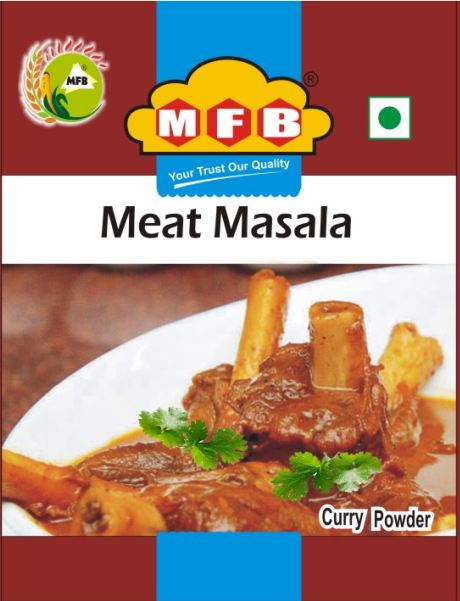 MFB
®
MFB
®
Your Trust Our Quality
Meat Masala
Curry Powder